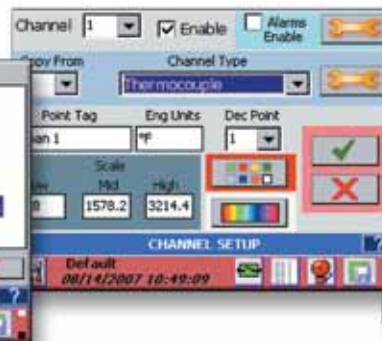 Channel 1 Enable Alarms Enable
Copy From Channel Type
Thermocouple
Point Tag Eng Units Dec Point
an 1 °F 1
Scale
Mid High
1578.2 3214.4
CHANNEL SETUP
Default
08/14/2007 10:49:09